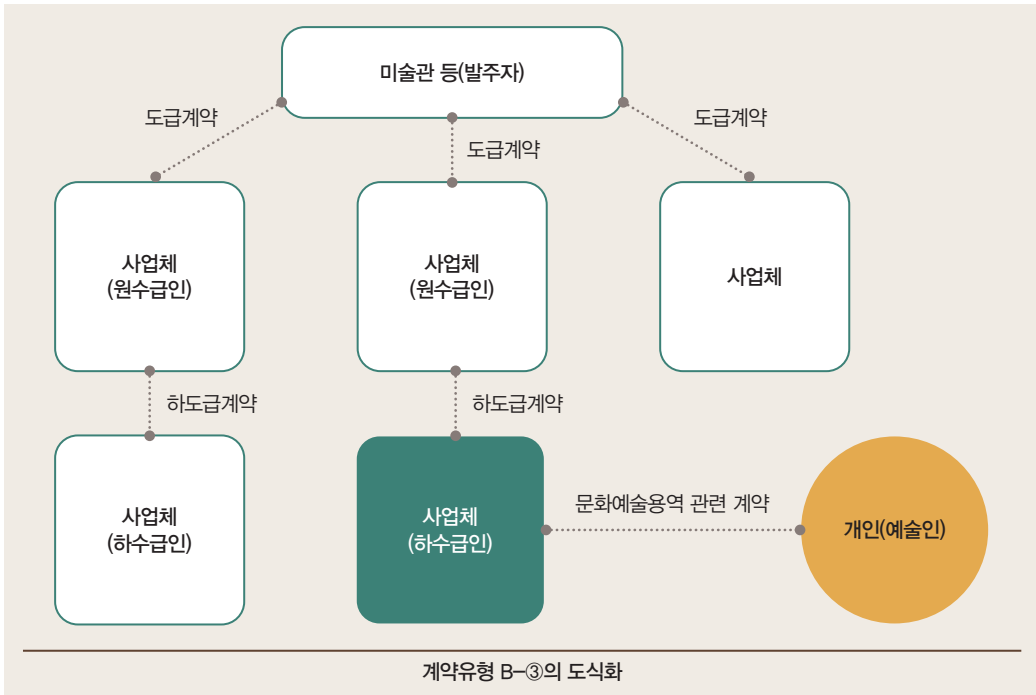 미술관 등(발주자)
도급계약
도급계약
도급계약
사업체
(원수급인)
사업체
(원수급인)
사업체
하도급계약
하도급계약
사업체
(하수급인)
사업체
(하수급인)
문화예술용역 관련 계약
개인(예술인)
계약유형 B-③의 도식화